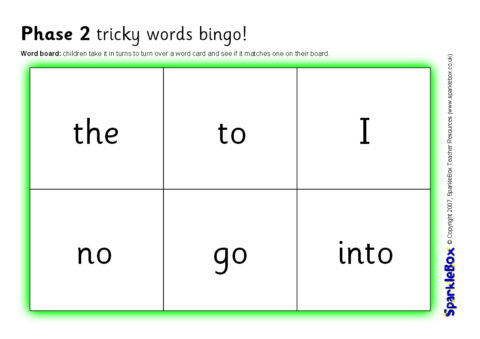 Phase 2 tricky words bingo!
Word board: children take it in turns to turn over a word card and see if it matches one on their board.
the to I
no go into
SparkleBox © Copyright 2007, SparkleBox Teacher Resources (www.sparklebox.co.uk)